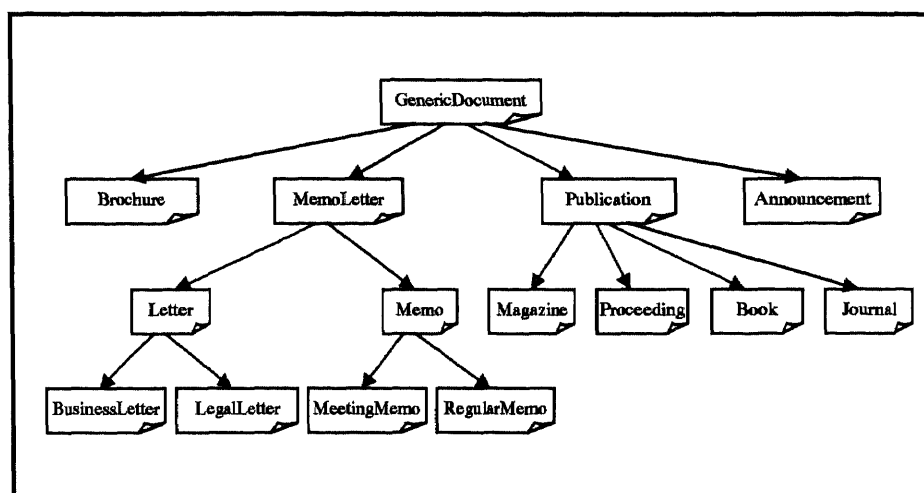 GenericDocument
Brochure
MemoLetter
Publication
Announcement
Letter
Memo
Magazine
Proceeding
Book
Journal
BusinessLetter
LegalLetter
MeetingMemo
RegularMemo